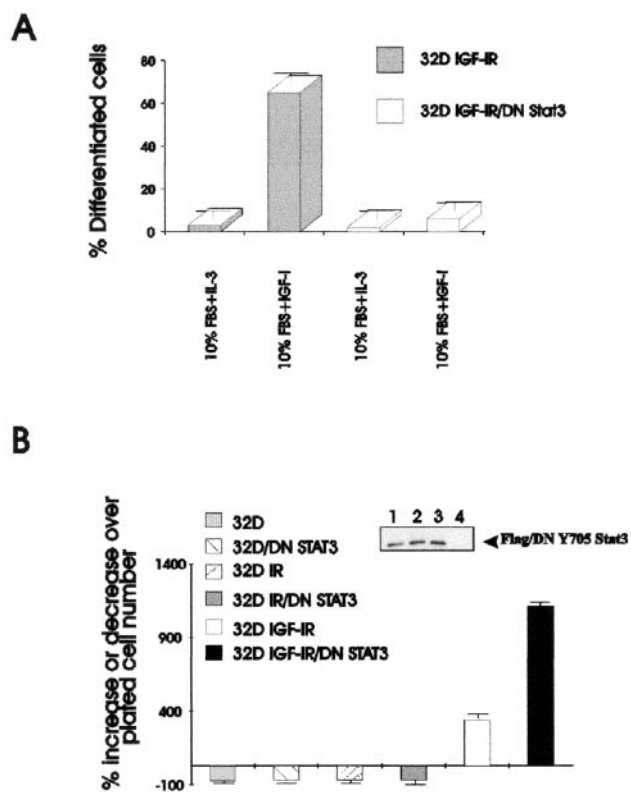 A
% Differentiated cells
80
60
40
20
0
32D IGF-IR
32D IGF-IR/DN Stat3
10% FBS+IL-3
10% FBS+IGF-I
10% FBS+IL-3
10% FBS+IGF-I
B
% increase or decrease over
plated cell number
1400
900
400
-100
32D
32D/DN STAT3
32D IR
32D IR/DN STAT3
32D IGF-IR
32D IGF-IR/DN STAT3
1 2 3 4
Flag/DN Y705 Stat3